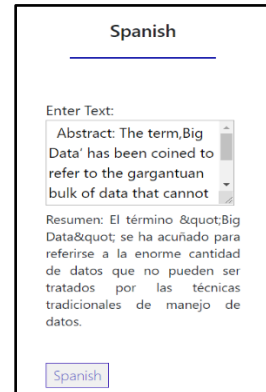 Spanish
Enter Text:
Abstract: The term,Big
Data' has been coined to
refer to the gargantuan
bulk of data that cannot
Resumen: El término &quot;Big
Data&quot; se ha acuñado para
referirse a la enorme cantidad
de datos que no pueden ser
tratados por las técnicas
tradicionales de manejo de
datos.
Spanish